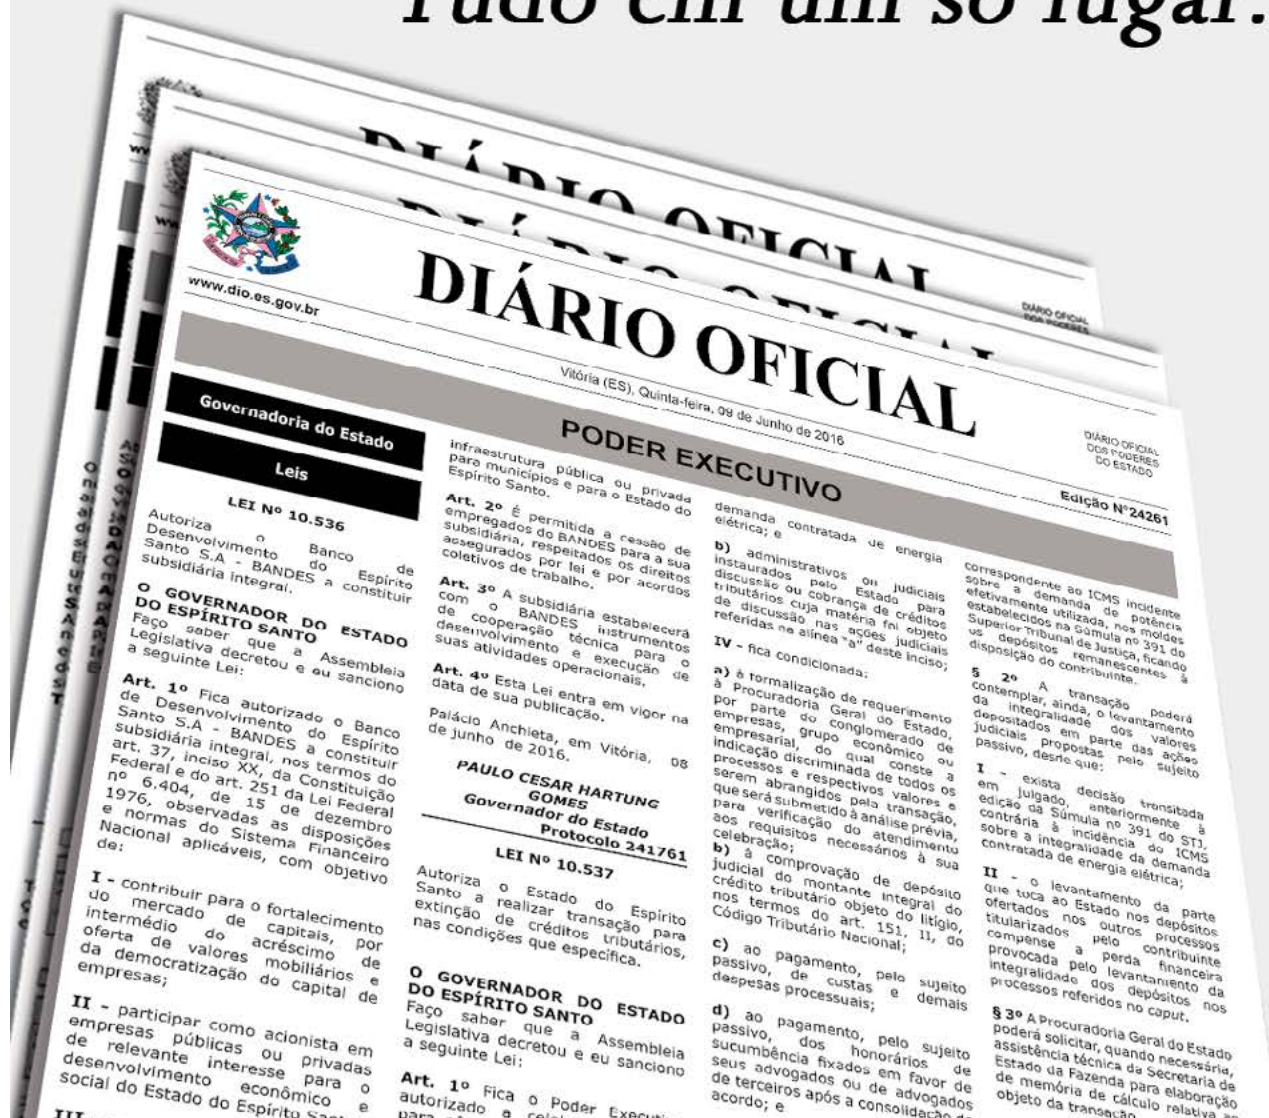 Tudo em um só lugar.
DIÁRIO OFICIAL
DIÁRIO OFICIAL
DOS PODERES
DIÁRIO OFICIAL
www.dio.es.gov.br
DIÁRIO OFICIAL
Vitória (ES), Quinta-feira, 09 de Junho de 2016
DIÁRIO OFICIAL
DOS PODERES
DO ESTADO
Edição N°24261
PODER EXECUTIVO
Governadoria do Estado
Leis
LEI Nº 10.536
Autoriza o Banco de
Desenvolvimento do Espírito
Santo S.A - BANDES a constituir
subsidiária integral.
O GOVERNADOR DO ESTADO
DO ESPÍRITO SANTO
Faço saber que a Assembleia
Legislativa decretou e eu sanciono
a seguinte Lei:
Art. 1º Fica autorizado o Banco
de Desenvolvimento do Espírito
Santo S.A - BANDES a constituir
subsidiária integral, nos termos do
art. 37, inciso XX, da Constituição
Federal e do art. 251 da Lei Federal
nº 6.404, de 15 de dezembro
1976, observadas as disposições
e normas do Sistema Financeiro
Nacional aplicáveis, com objetivo
de:
I - contribuir para o fortalecimento
do mercado de capitais, por
intermédio do acréscimo de
oferta de valores mobiliários e
da democratização do capital de
empresas;
II - participar como acionista em
empresas públicas ou privadas
de relevante interesse para o
desenvolvimento econômico e
social do Estado do Espírito
III
infraestrutura pública ou privada
para municípios e para o Estado do
Espírito Santo.
Art. 2º É permitida a cessão de
empregados do BANDES para a sua
subsidiária, respeitados os direitos
assegurados por lei e por acordos
coletivos de trabalho.
Art. 3º A subsidiária estabelecerá
com o BANDES instrumentos
de cooperação técnica para o
desenvolvimento e execução de
suas atividades operacionais.
Art. 4º Esta Lei entra em vigor na
data de sua publicação.
Palácio Anchieta, em Vitória, 08
de junho de 2016.
PAULO CESAR HARTUNG
GOMES
Governador do Estado
Protocolo 241761
LEI Nº 10.537
Autoriza o Estado do Espírito
Santo a realizar transação para
extinção de créditos tributários,
nas condições que especifica.
O GOVERNADOR DO ESTADO
DO ESPÍRITO SANTO
Faço saber que a Assembleia
Legislativa decretou e eu sanciono
a seguinte Lei:
Art. 1º Fica o Poder
autorizado a
demanda contratada de energia
elétrica; e
b) administrativos ou judiciais
instaurados pelo Estado para
discussão ou cobrança de créditos
tributários cuja matéria foi objeto
de discussão nas ações judiciais
referidas na alínea "a" deste inciso;
IV - fica condicionada:
a) à formalização de requerimento
à Procuradoria Geral do Estado,
por parte do conglomerado de
empresas, grupo econômico ou
empresarial, do qual conste a
indicação discriminada de todos os
processos e respectivos valores a
serem abrangidos pela transação,
que será submetido à análise prévia,
para verificação do atendimento
aos requisitos necessários à sua
celebração;
b) à comprovação de depósito
judicial do montante integral do
crédito tributário objeto do litígio,
nos termos do art. 151, II, do
Código Tributário Nacional;
c) ao pagamento, pelo sujeito
passivo, de custas e demais
despesas processuais;
d) ao pagamento, pelo sujeito
passivo, dos honorários de
sucumbência fixados em favor de
seus advogados ou de advogados
de terceiros após a consolidação do
acordo; e
correspondente ao ICMS incidente
sobre a demanda de potência
efetivamente utilizada, nos moldes
estabelecidos na Súmula nº 391 do
Superior Tribunal de Justiça, ficando
os depósitos remanescentes à
disposição do contribuinte.
§ 2º A transação poderá
contemplar, ainda, o levantamento
da integralidade dos valores
depositados em parte das ações
judiciais propostas pelo sujeito
passivo, desde que:
I - exista decisão transitada
em julgado, anteriormente à
edição da Súmula nº 391 do STJ,
contrária à incidência do ICMS
sobre a integralidade da demanda
contratada de energia elétrica;
II - o levantamento da parte
que toca ao Estado nos depósitos
ofertados nos outros processos
titularizados pelo contribuinte
compense a perda financeira
provocada pelo levantamento da
integralidade dos depósitos nos
processos referidos no caput.
§ 3º A Procuradoria Geral do Estado
poderá solicitar, quando necessária,
assistência técnica da Secretaria de
Estado da Fazenda para elaboração
de memória de cálculo relativa ao
objeto da transação.